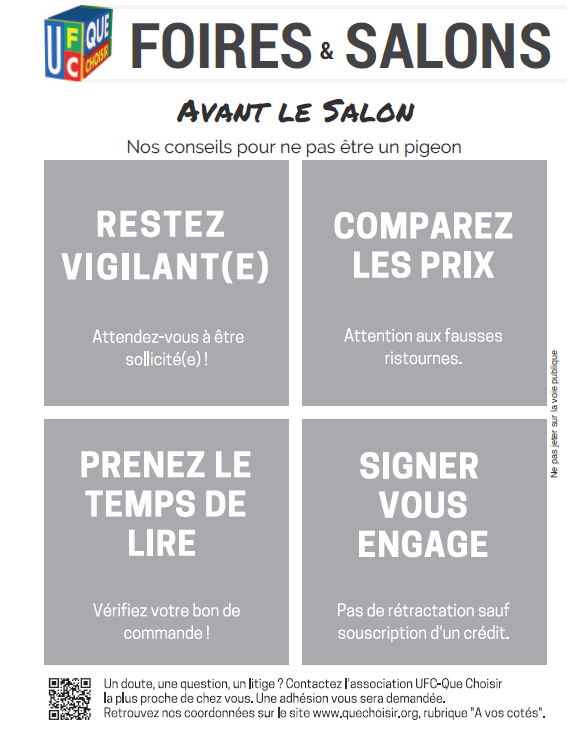 UFC QUE CHOISIR
FOIRES & SALONS
AVANT LE SALON
Nos conseils pour ne pas être un pigeon
RESTEZ
VIGILANT(E)
Attendez-vous à être
sollicité(e) !
COMPAREZ
LES PRIX
Attention aux fausses
ristournes.
PRENEZ LE
TEMPS DE
LIRE
Vérifiez votre bon de
commande !
SIGNER
VOUS
ENGAGE
Pas de rétractation sauf
souscription d'un crédit.
Ne pas jeter sur la voie publique
Un doute, une question, un litige ? Contactez l'association UFC-Que Choisir
la plus proche de chez vous. Une adhésion vous sera demandée.
Retrouvez nos coordonnées sur le site www.quechoisir.org, rubrique "A vos cotés".